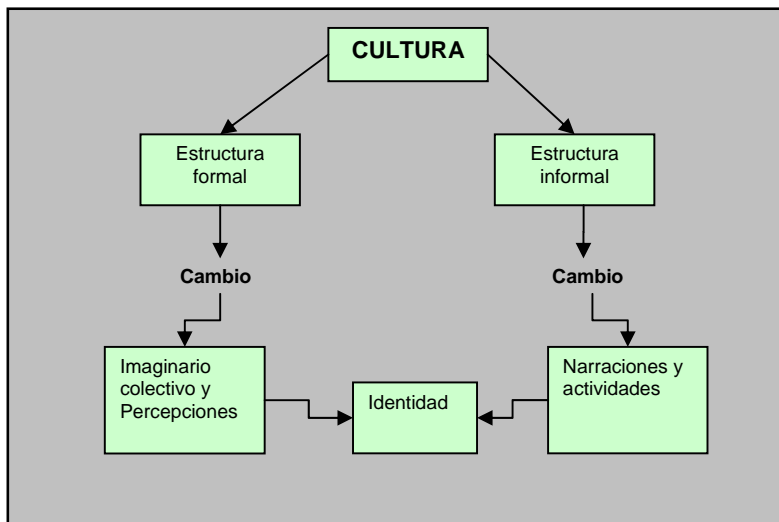 CULTURA
Estructura
formal
Estructura
informal
Cambio
Cambio
Imaginario
colectivo y
Percepciones
Identidad
Narraciones y
actividades